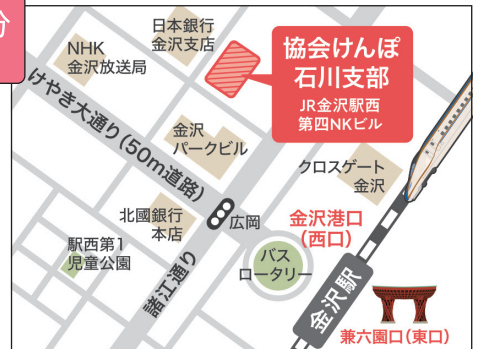 分
日本銀行
金沢支店
NHK
金沢放送局
協会けんぽ
石川支部
JR金沢駅西
第四NKビル
けやき大通り(50m道路)
金沢
パークビル
クロスゲート
金沢
北國銀行
本店
広岡
金沢港口
(西口)
駅西第1
児童公園
バス
ロータリー
諸江通り
金沢駅
兼六園口(東口)